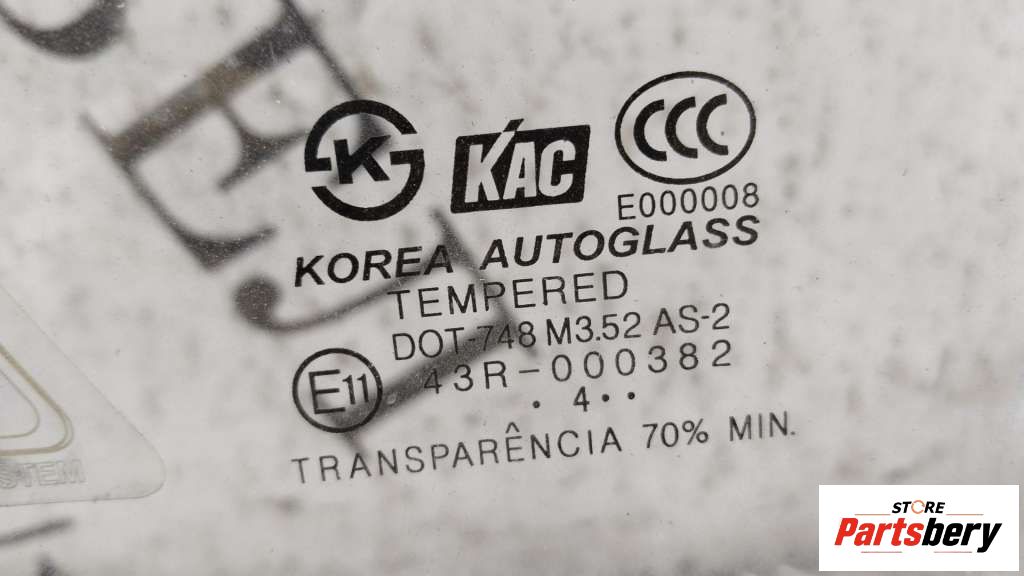 K
KAC
CCC
E000008
KOREA AUTOGLASS
TEMPERED
DOT-748 M3.52 AS-2
E11
43R-000382
. 4 . .
TRANSPARÊNCIA 70% MIN.
STEM
STORE
Partsbery